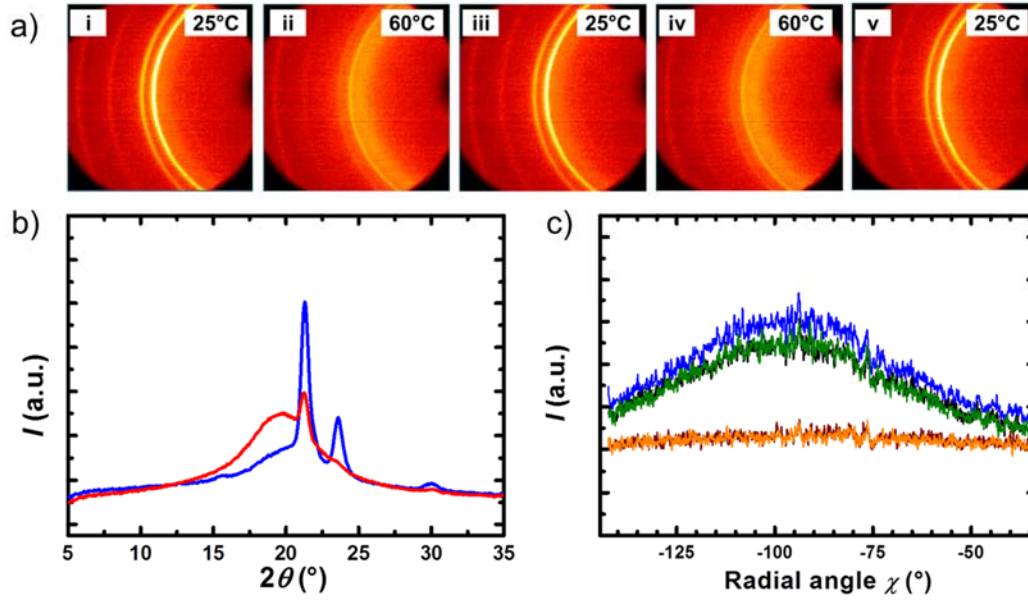 a)
i 25°C
ii 60°C
iii 25°C
iv 60°C
v 25°C
b)
I (a.u.)
5 10 15 20 25 30 35
2θ (°)
c)
I (a.u.)
-125 -100 -75 -50
Radial angle χ (°)